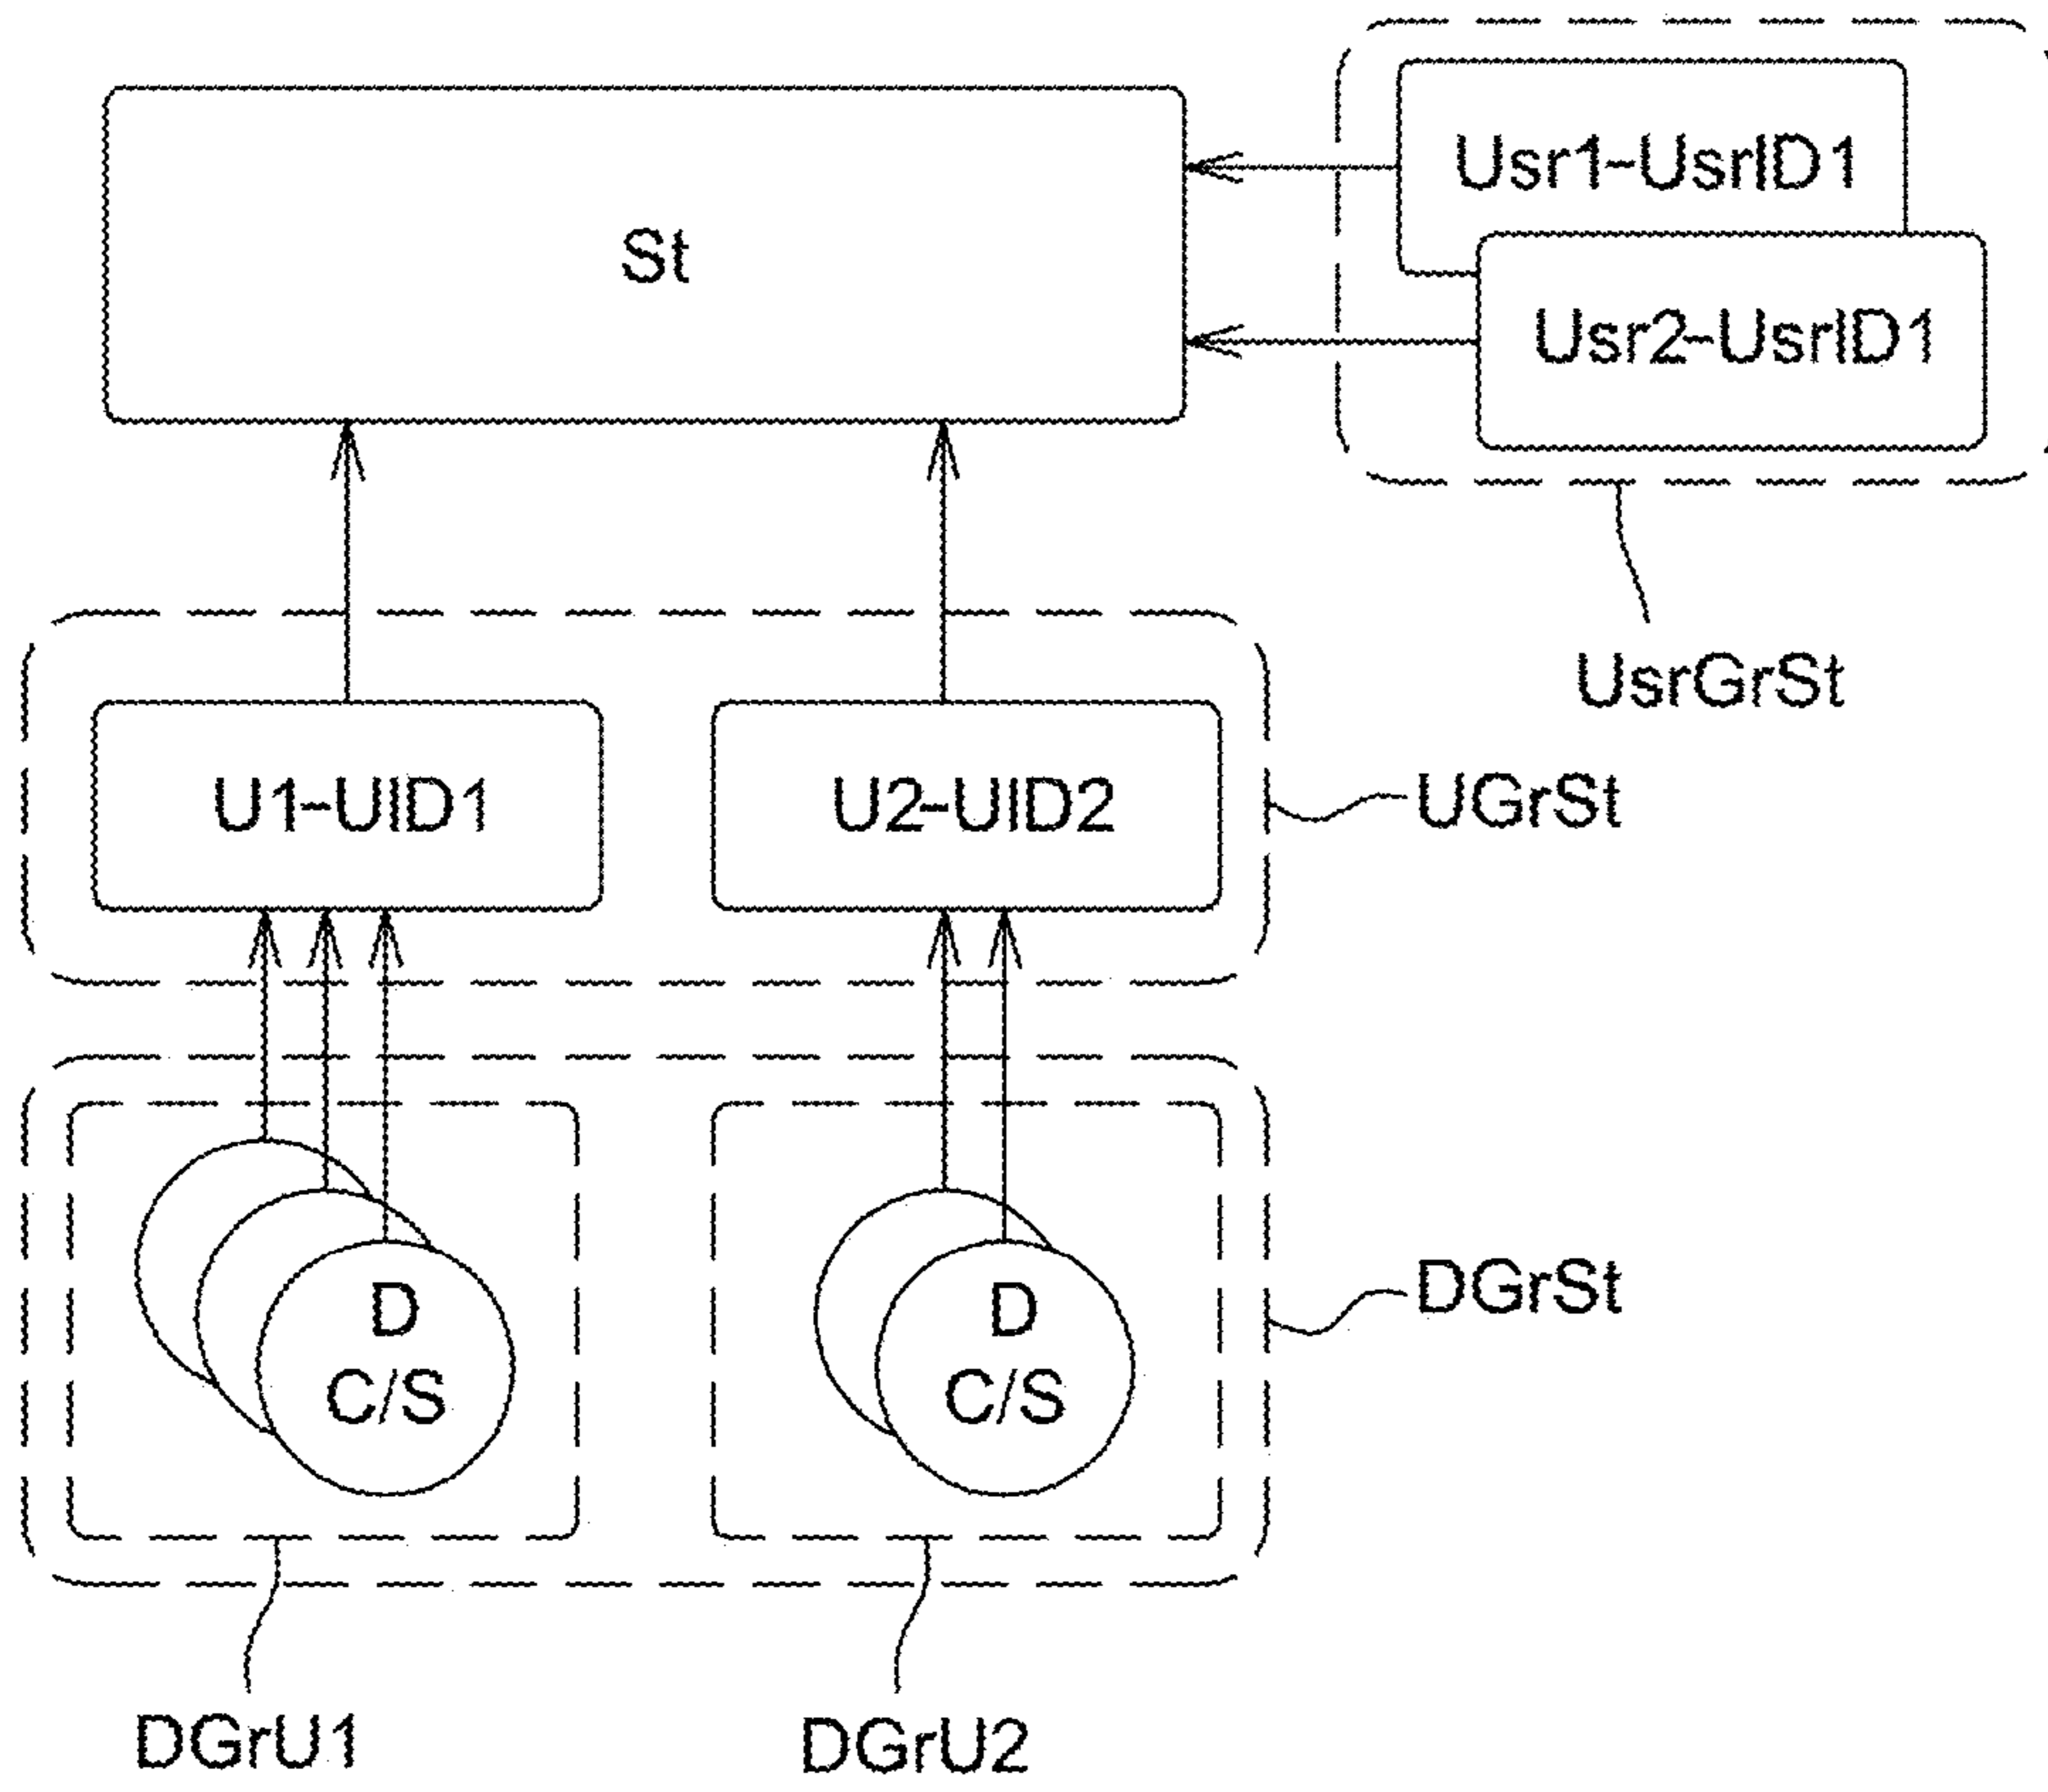 Usr1-UsrID1
St
Usr2-UsrID1
UsrGrSt
U1-UID1
U2-UID2
UGrSt
D
C/S
D
C/S
DGrSt
DGrU1
DGrU2